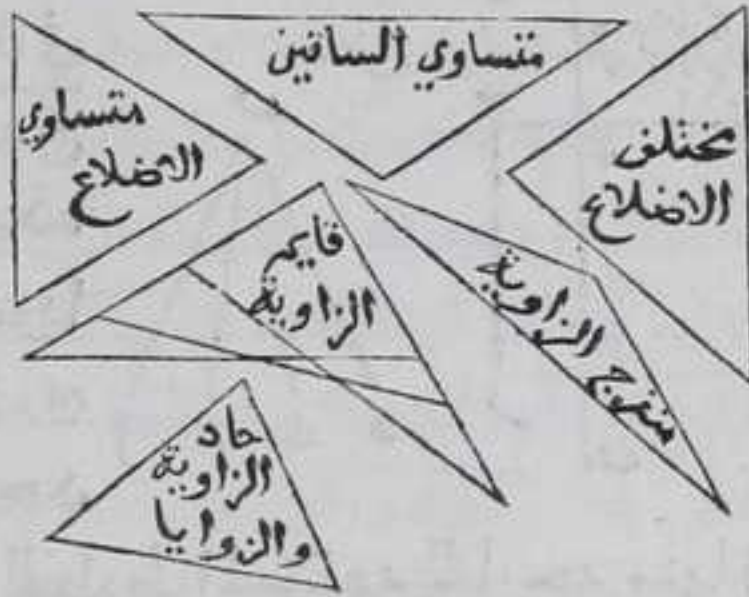 مختلف
الاضلاع
متساوي الساقين
متساوي
الاضلاع
منفرج الزاوية
قايم
الزاوية
حاد
الزاوية
والزوايا